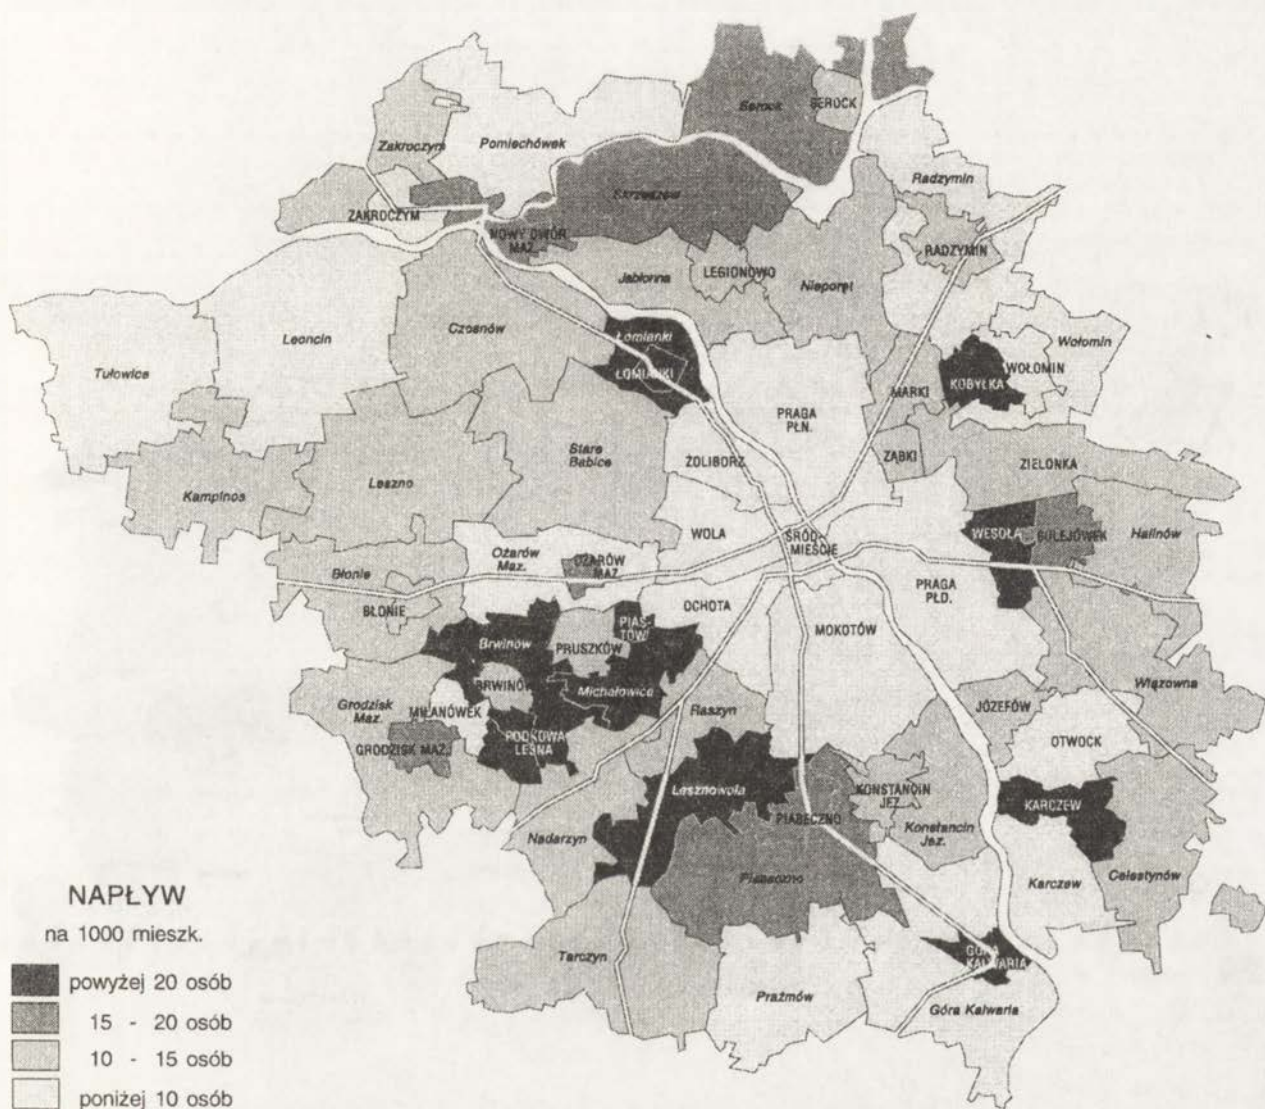 Serock
SEROCK
Zakroczym
Pomiechówek
Skrzeszew
Radzymin
ZAKROCZYM
NOWY DWÓR
MAZ.
RADZYMIN
Jabłonna
LEGIONOWO
Nieporęt
Leoncin
Czosnów
Łomianki
ŁOMIANKI
Tułowice
Wołomin
WOŁOMIN
KOBYŁKA
MARKI
PRAGA
PŁN.
Stare
Babice
ŻOLIBORZ
ZĄBKI
ZIELONKA
Kampinos
Leszno
WOLA
ŚRÓD-
MIEŚCIE
WESOŁA
SULEJÓWEK
Halinów
Ożarów
Maz.
OŻARÓW
MAZ.
Błonie
BŁONIE
OCHOTA
PRAGA
PŁD.
MOKOTÓW
Brwinów
PIAS-
TÓW
PRUSZKÓW
BRWINÓW
Michałowice
Wiązowna
Grodzisk
Maz.
MILANÓWEK
Raszyn
JÓZEFÓW
GRODZISK MAZ.
PODKOWA
LEŚNA
OTWOCK
Lesznowola
KONSTANCIN
JEZ.
KARCZEW
PIASECZNO
Konstancin
Jez.
Nadarzyn
Piaseczno
Karczew
Celestynów
Tarczyn
GÓRA
KALWARIA
Prażmów
Góra Kalwaria
NAPŁYW
na 1000 mieszk.
powyżej 20 osób
15 - 20 osób
10 - 15 osób
poniżej 10 osób